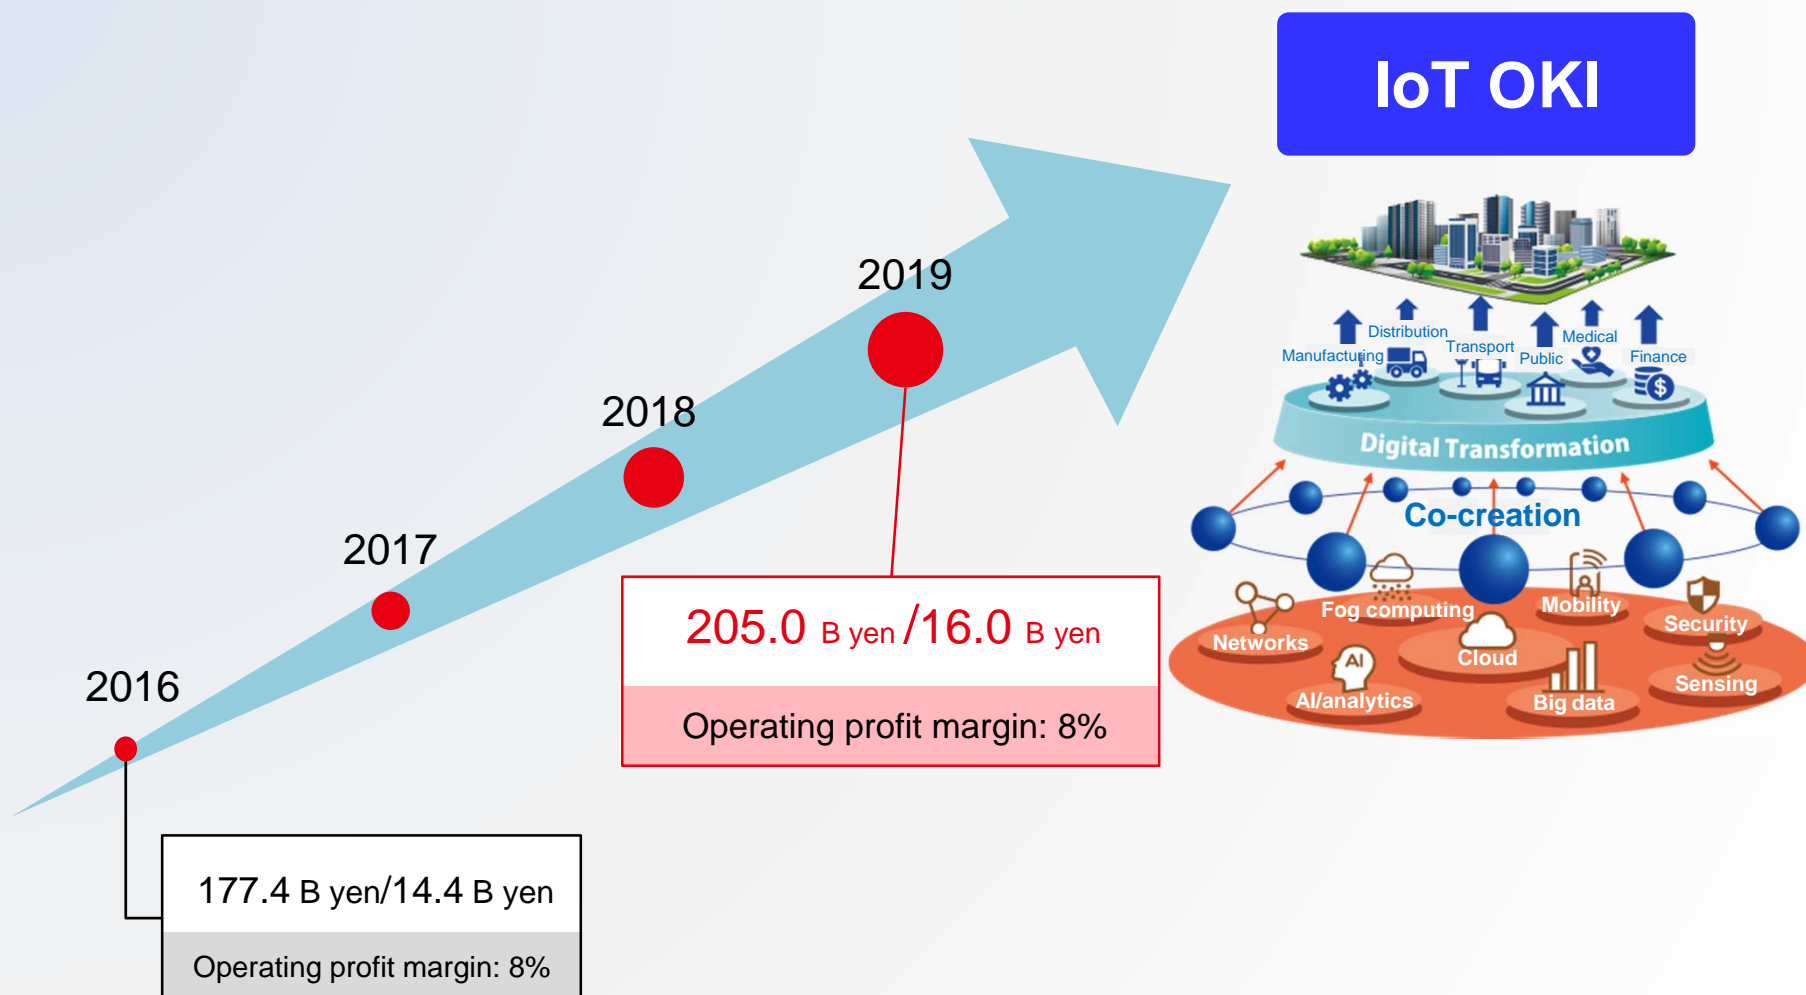 IoT OKI
2019
2018
2017
2016
205.0 B yen/16.0 B yen
Operating profit margin: 8%
177.4 B yen/14.4 B yen
Operating profit margin: 8%
Distribution
Medical
Manufacturing
Transport
Public
Finance
Digital Transformation
Co-creation
Fog computing
Mobility
Networks
Security
Cloud
AI
AI/analytics
Big data
Sensing